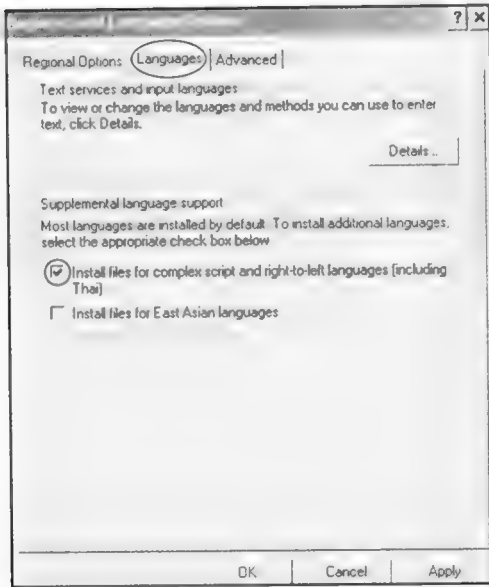 ? X
Regional Options Languages Advanced
Text services and input languages
To view or change the languages and methods you can use to enter
text, click Details.
Details...
Supplemental language support
Most languages are installed by default. To install additional languages,
select the appropriate check box below
Install files for complex script and right-to-left languages (including
Thai)
Install files for East Asian languages
OK Cancel Apply